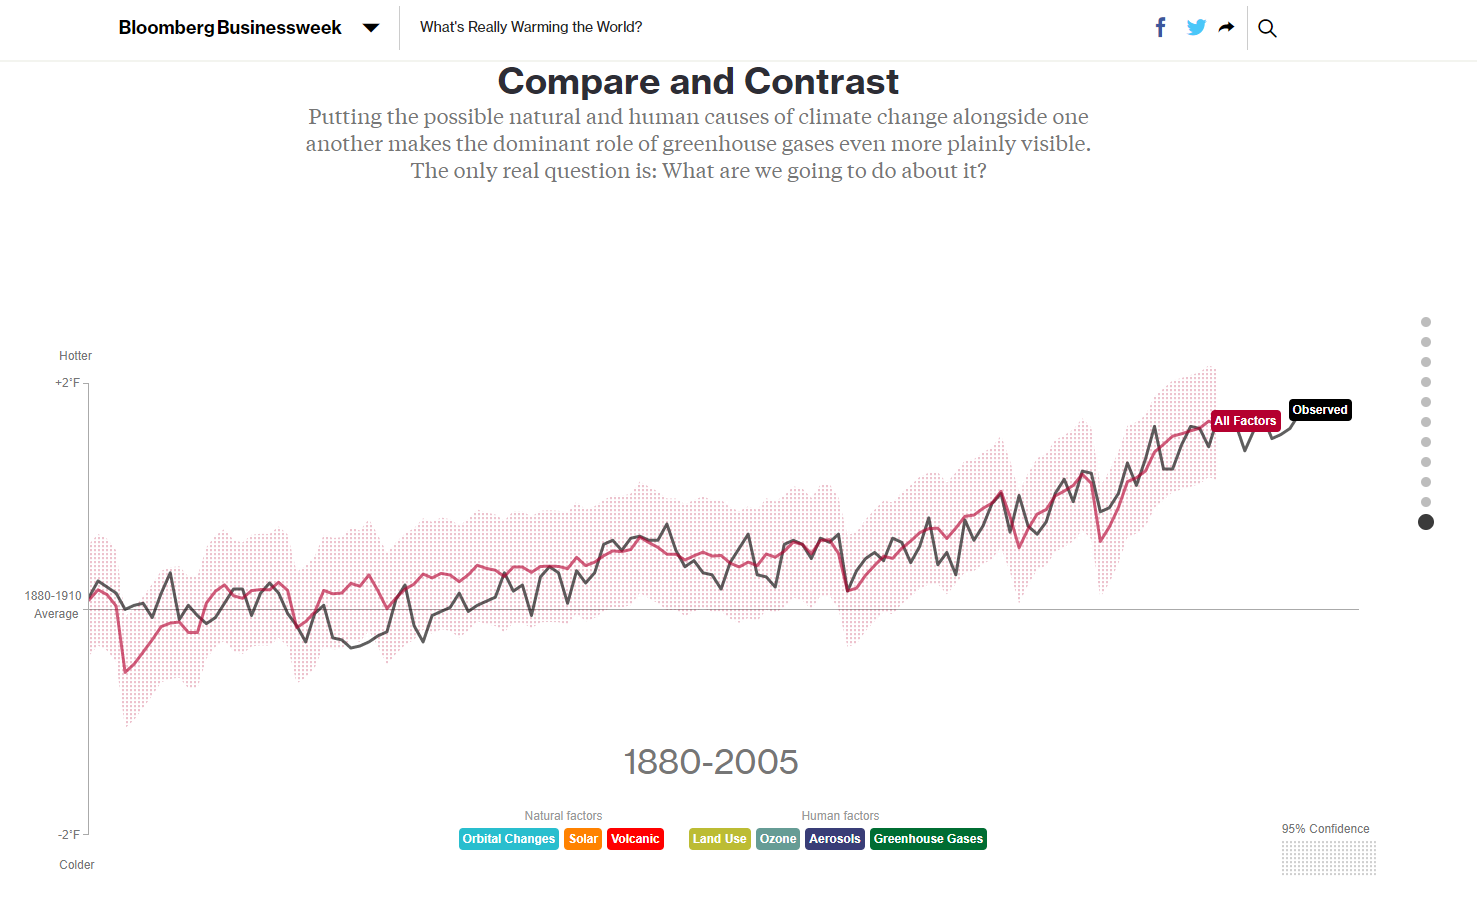 Bloomberg Businessweek
What's Really Warming the World?
Compare and Contrast
Putting the possible natural and human causes of climate change alongside one
another makes the dominant role of greenhouse gases even more plainly visible.
The only real question is: What are we going to do about it?
Hotter
+2°F
Observed
All Factors
1880-1910
Average
1880-2005
Natural factors
Human factors
Orbital Changes
Solar
Volcanic
Land Use
Ozone
Aerosols
Greenhouse Gases
-2°F
Colder
95% Confidence